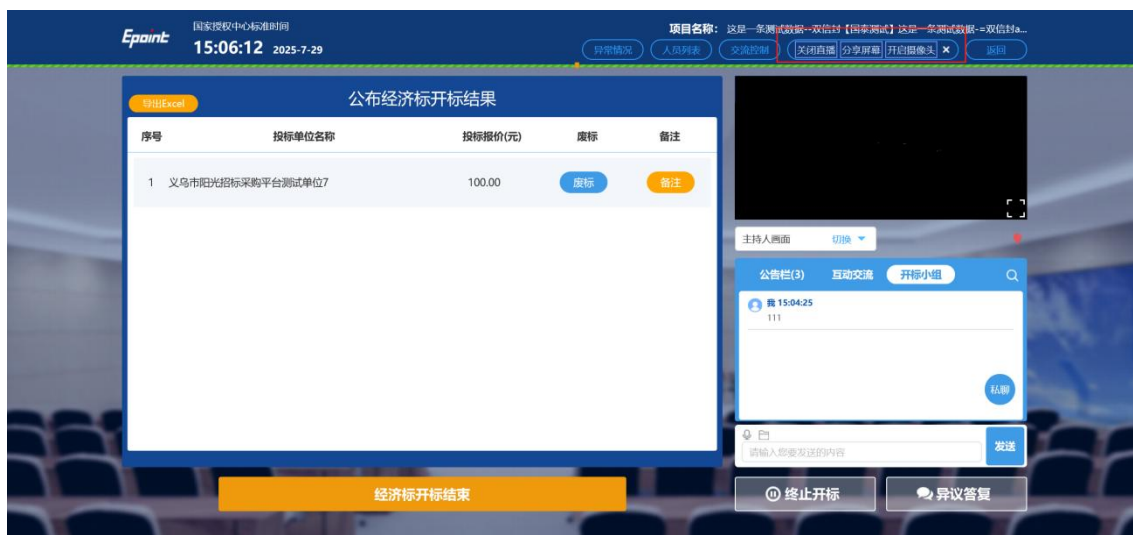 Epoint
国家授权中心标准时间
15:06:12 2025-7-29
项目名称： 这是一条测试数据--双信封【国泰测试】这是一条测试数据-=双信封a...
异常情况 人员列表 交流控制 关闭直播 分享屏幕 开启摄像头 × 返回
导出Excel
公布经济标开标结果
序号 投标单位名称 投标报价(元) 废标 备注
1 义乌市阳光招标采购平台测试单位7 100.00 废标 备注
主持人画面 切换
公告栏(3) 互动交流 开标小组
我 15:04:25
111
私聊
请输入您要发送的内容
发送
经济标开标结束
终止开标
异议答复